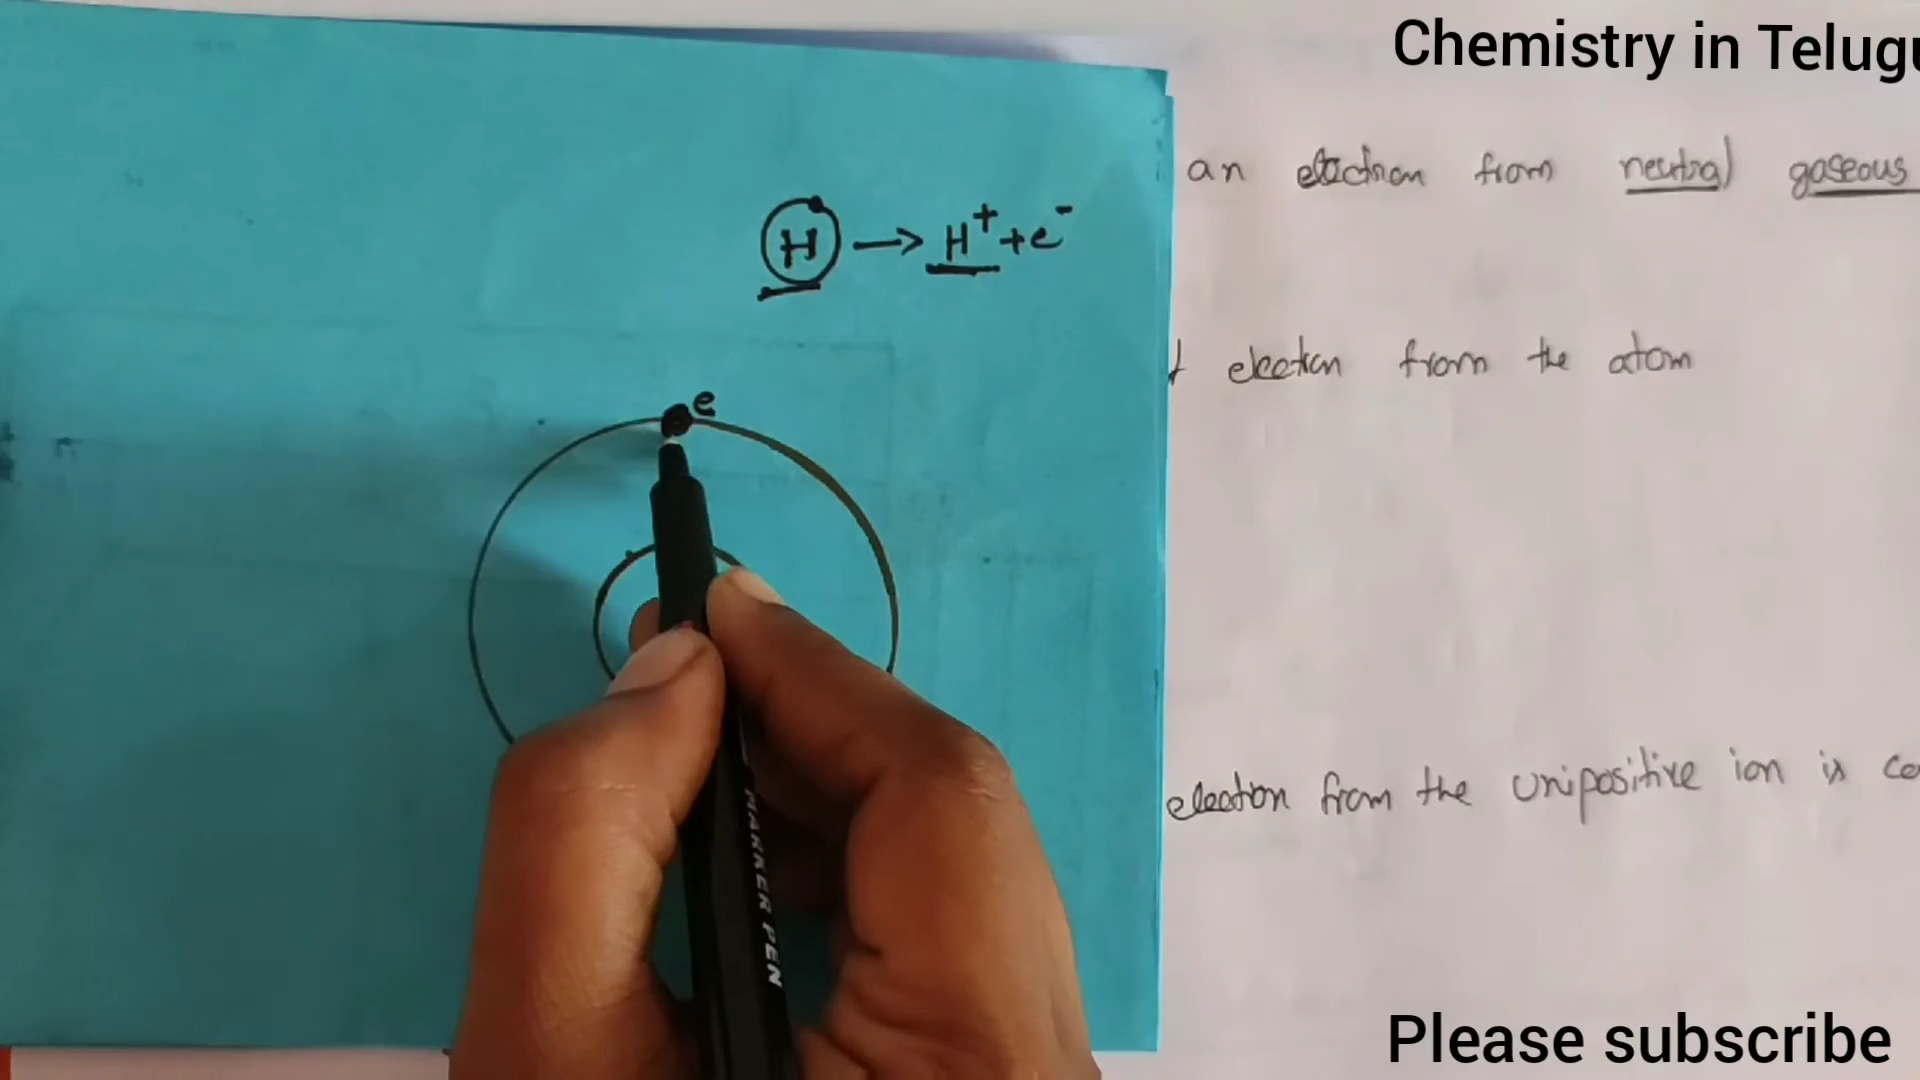 Chemistry in Telugu
an electron from neutral gaseous
H → H⁺ + e⁻
electron from the atom
e
electron from the unipositive ion is
MARKER PEN
Please subscribe